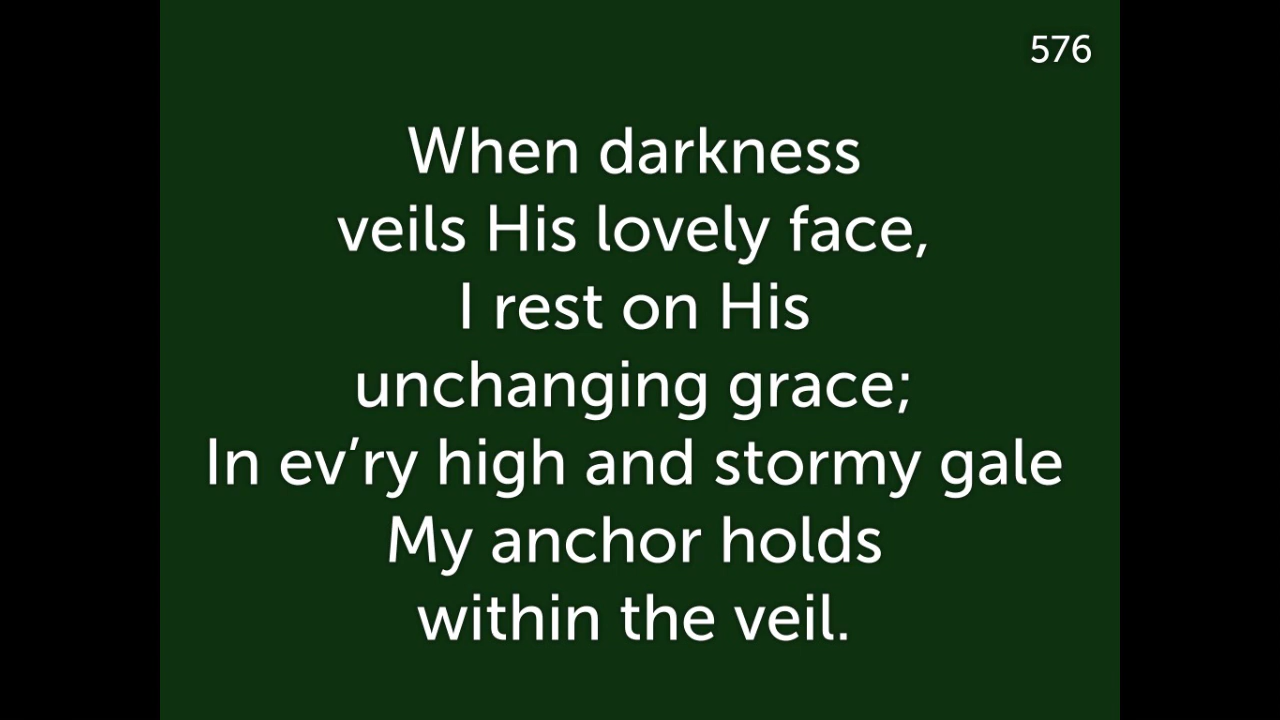 576
When darkness
veils His lovely face,
I rest on His
unchanging grace;
In ev’ry high and stormy gale
My anchor holds
within the veil.